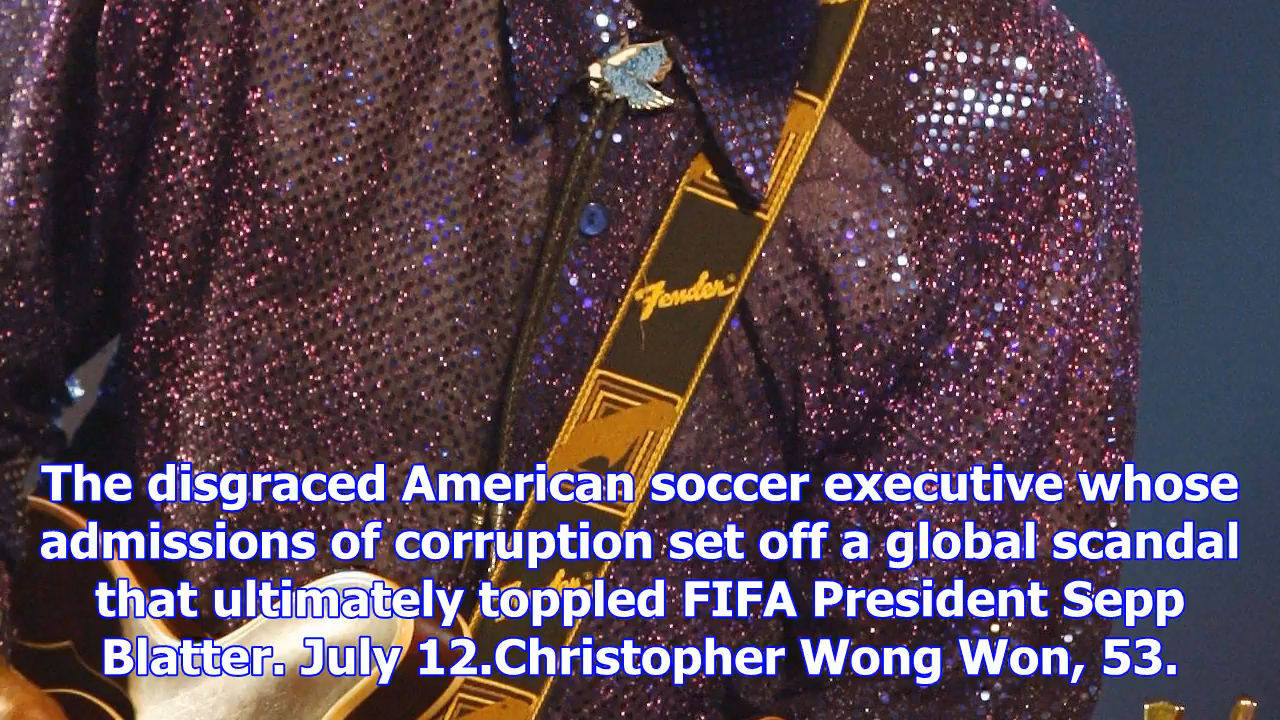 Fender
The disgraced American soccer executive whose
admissions of corruption set off a global scandal
that ultimately toppled FIFA President Sepp
Blatter. July 12.Christopher Wong Won, 53.